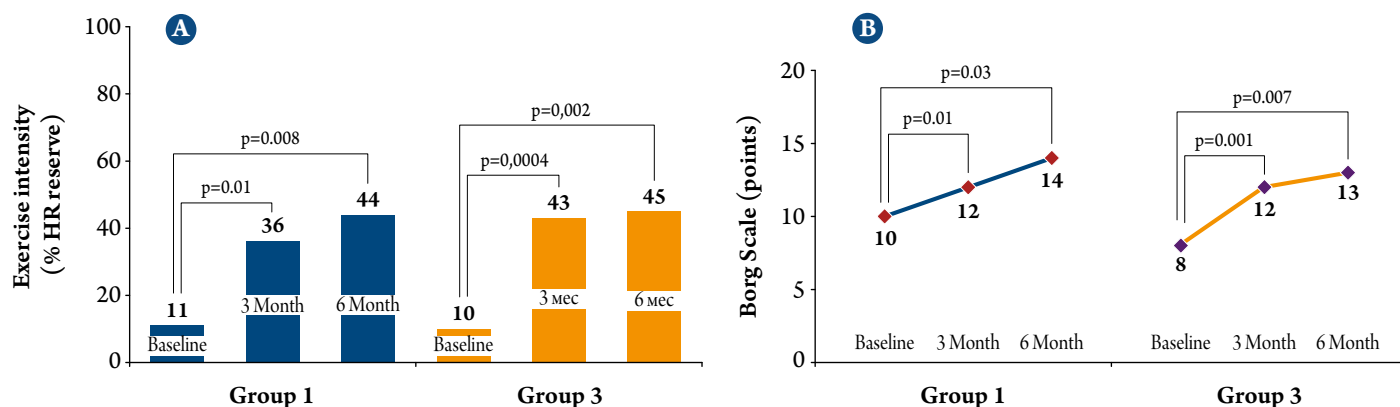 A
Exercise intensity
(% HR reserve)
100
80
60
40
20
0
p=0.008
p=0.01
11
36
44
Baseline
3 Month
6 Month
Group 1
p=0,002
p=0,0004
10
43
45
Baseline
3 мес
6 мес
Group 3
B
Borg Scale (points)
20
15
10
5
0
p=0.03
p=0.01
10
12
14
Baseline
3 Month
6 Month
Group 1
p=0.007
p=0.001
8
12
13
Baseline
3 Month
6 Month
Group 3